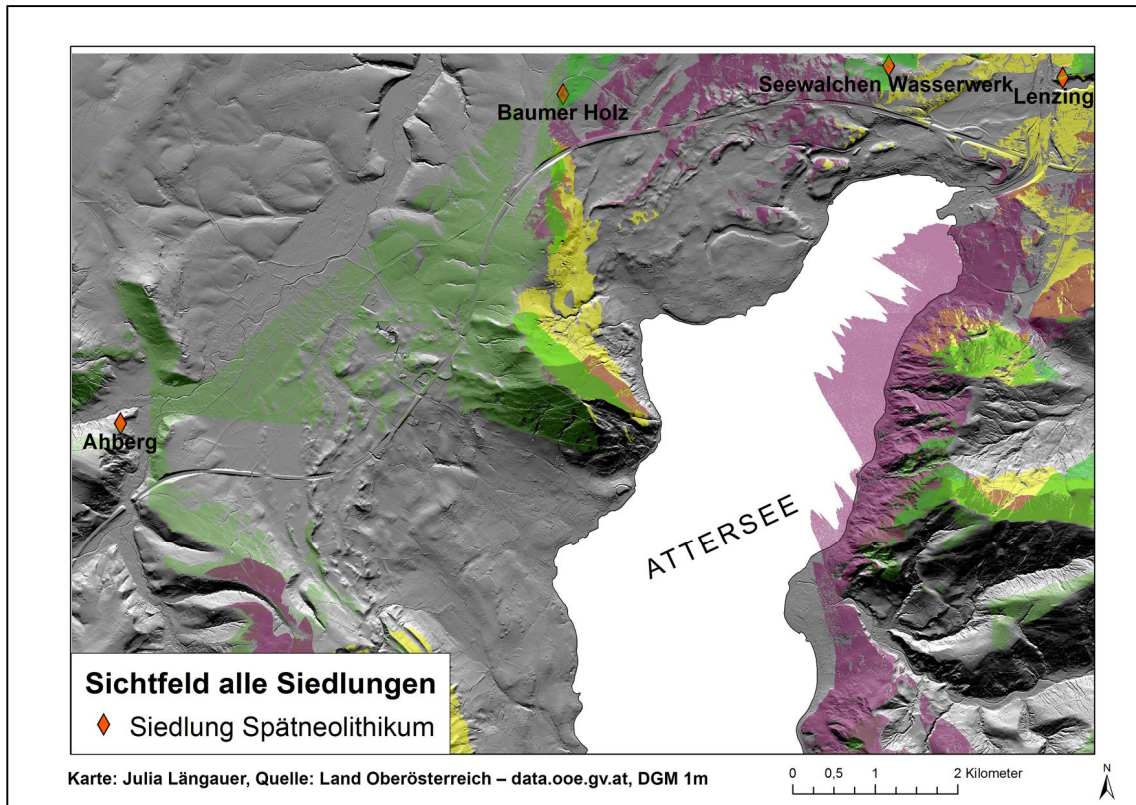 Baumer Holz
Seewalchen Wasserwerk
Lenzing
Ahberg
ATTERSEE
Sichtfeld alle Siedlungen
Siedlung Spätneolithikum
Karte: Julia Längauer, Quelle: Land Oberösterreich – data.ooe.gv.at, DGM 1m
0 0,5 1 2 Kilometer
N